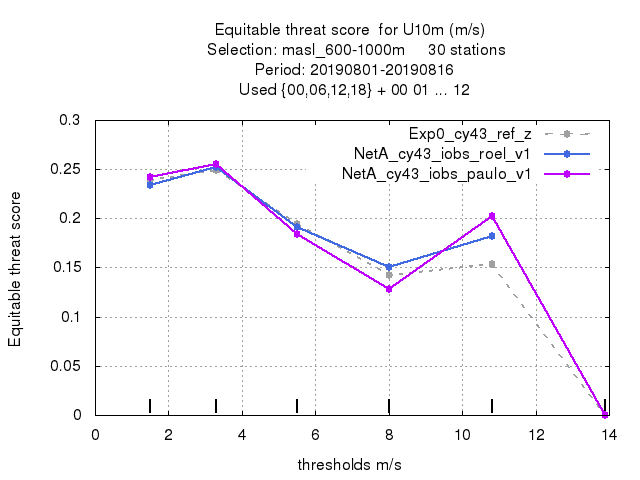 Equitable threat score  for U10m (m/s)
Selection: masl_600-1000m     30 stations
Period: 20190801-20190816
Used {00,06,12,18} + 00 01 ... 12
Exp0_cy43_ref_z
NetA_cy43_iobs_roel_v1
NetA_cy43_iobs_paulo_v1
Equitable threat score
0.3
0.25
0.2
0.15
0.1
0.05
0
0 2 4 6 8 10 12 14
thresholds m/s